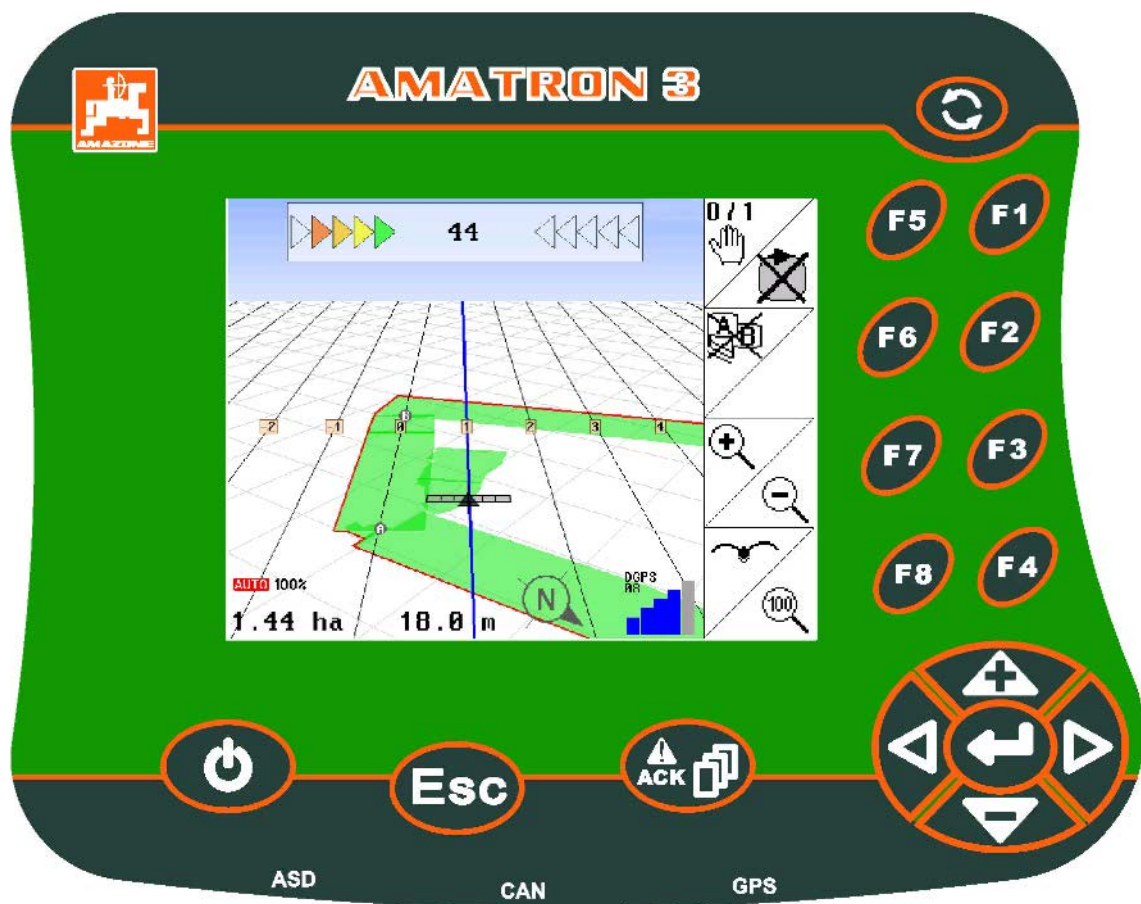 AMATRON 3
AMAZONE
44
0 / 1
A B
F5 F1
F6 F2
F7 F3
F8 F4
-2 -1 0 1 2 3 4
B
AUTO 100%
1.44 ha 18.0 m
N
DGPS
100
Esc
ACK
ASD CAN GPS